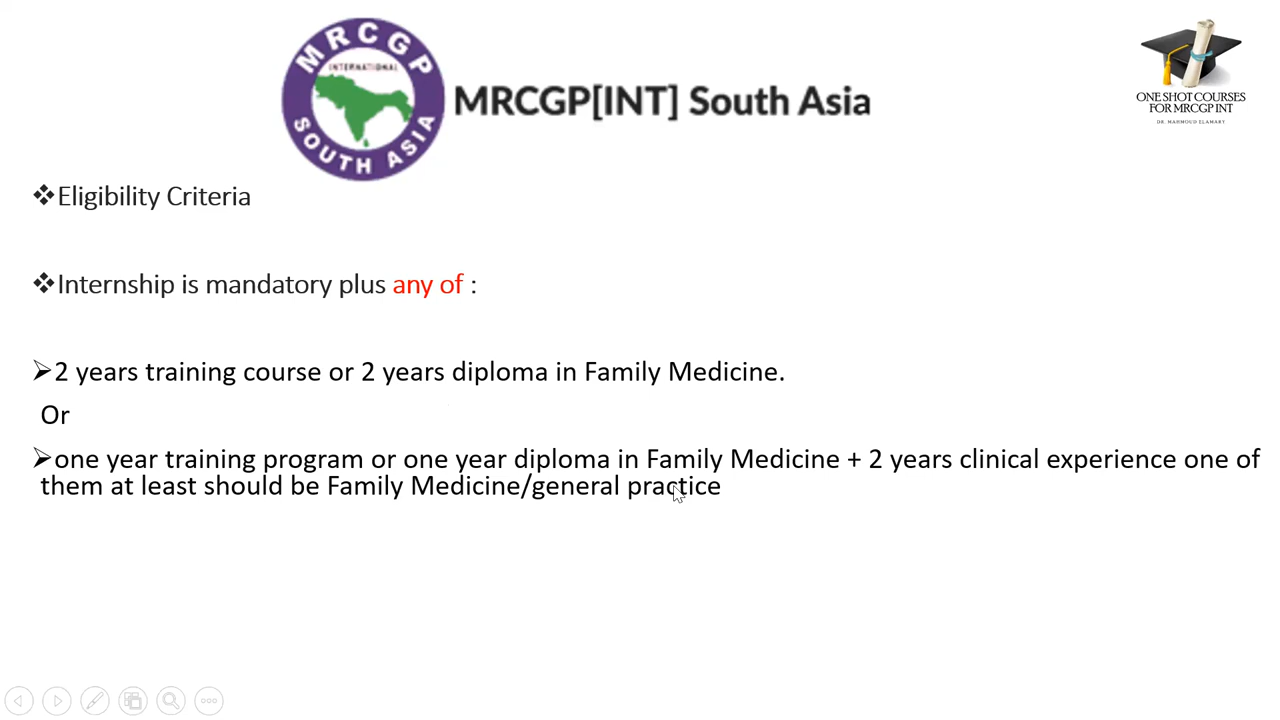 MRCGP
INTERNATIONAL
SOUTH ASIA
MRCGP[INT] South Asia
ONE SHOT COURSES
FOR MRCGP INT
DR. MAHMOUD ELAMARY
❖Eligibility Criteria
❖Internship is mandatory plus any of :
➢2 years training course or 2 years diploma in Family Medicine.
Or
➢one year training program or one year diploma in Family Medicine + 2 years clinical experience one of
them at least should be Family Medicine/general practice